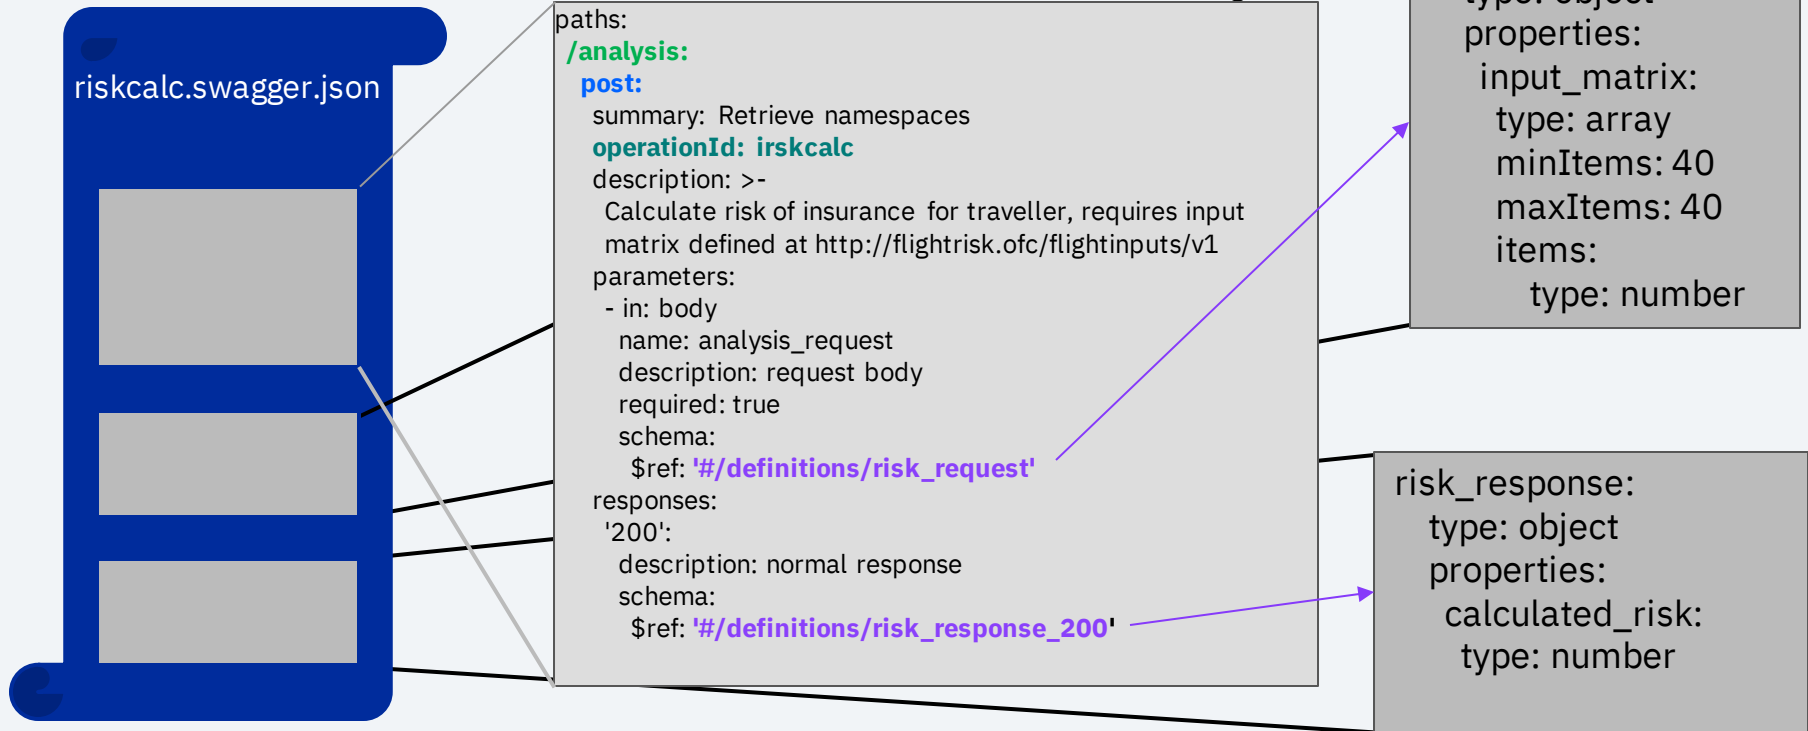 riskcalc.swagger.json
paths:
/analysis:
post:
summary: Retrieve namespaces
operationId: irskcalc
description: >-
Calculate risk of insurance for traveller, requires input
matrix defined at http://flightrisk.ofc/flightinputs/v1
parameters:
- in: body
name: analysis_request
description: request body
required: true
schema:
$ref: '#/definitions/risk_request'
responses:
'200':
description: normal response
schema:
$ref: '#/definitions/risk_response_200'
type: object
properties:
input_matrix:
type: array
minItems: 40
maxItems: 40
items:
type: number
risk_response:
type: object
properties:
calculated_risk:
type: number